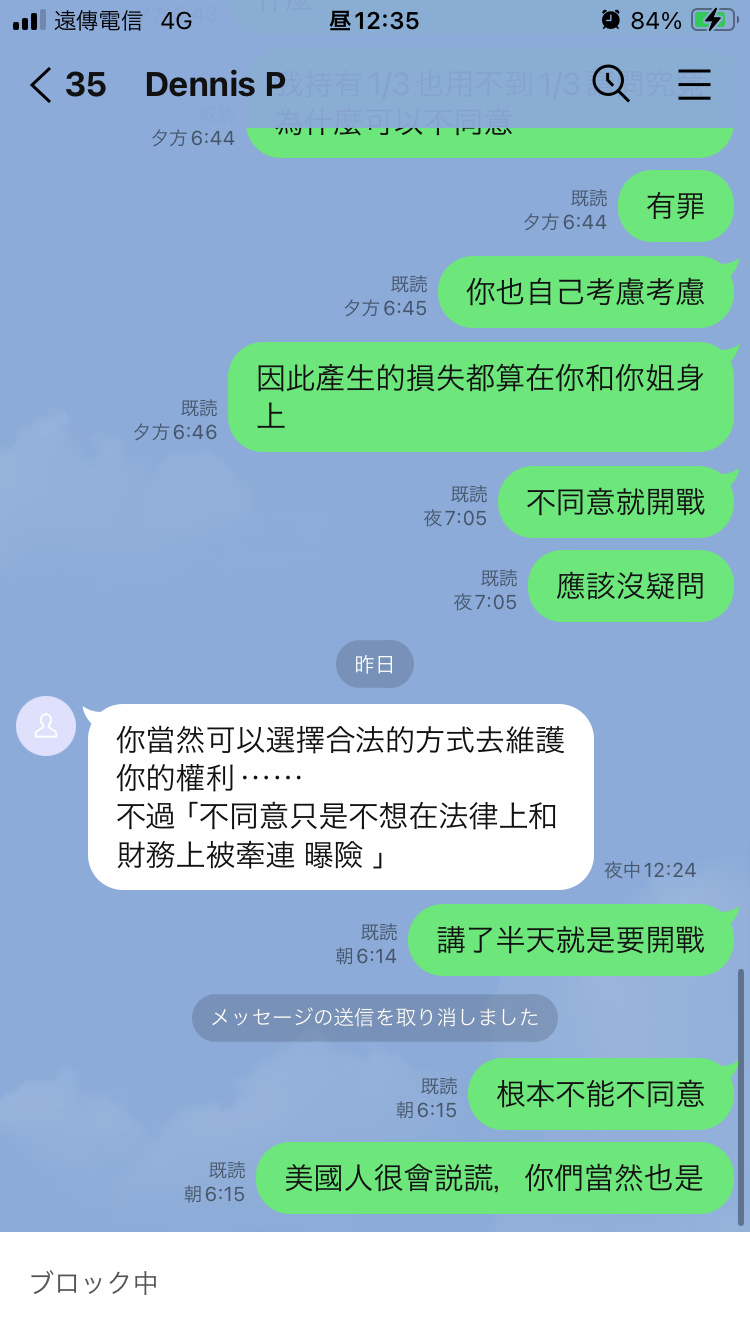 遠傳電信 4G 昼12:35 84%
35 Dennis P
我持有1/3也用不到1/3
為什麼可以不同意
夕方6:44
有罪
既読
夕方6:44
你也自己考慮考慮
既読
夕方6:45
因此產生的損失都算在你和你姐身
上
既読
夕方6:46
不同意就開戰
既読
夜7:05
應該沒疑問
既読
夜7:05
昨日
你當然可以選擇合法的方式去維護
你的權利⋯⋯
不過「不同意只是不想在法律上和
財務上被牽連 曝險 」
夜中12:24
講了半天就是要開戰
既読
朝6:14
メッセージの送信を取り消しました
根本不能不同意
既読
朝6:15
美國人很會説謊，你們當然也是
既読
朝6:15
ブロック中